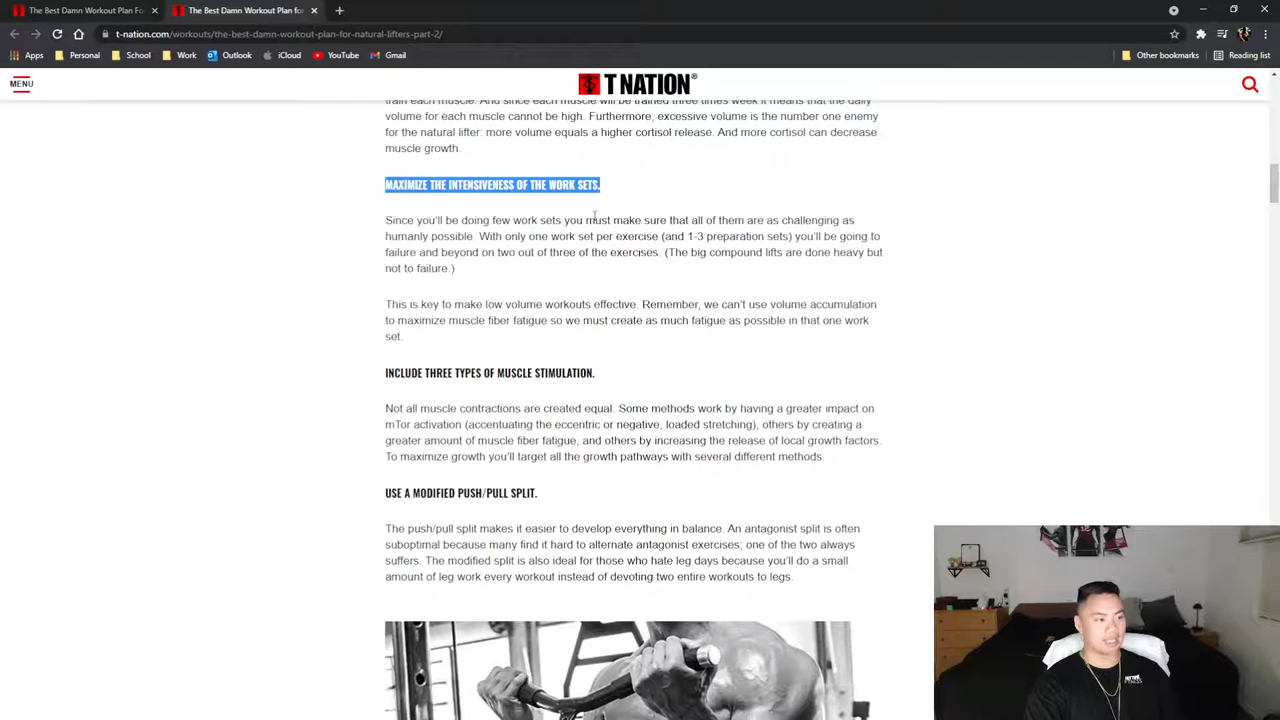 The Best Damn Workout Plan Fo
The Best Damn Workout Plan fo
t-nation.com/workouts/the-best-damn-workout-plan-for-natural-lifters-part-2/
Apps Personal School Work Outlook iCloud YouTube Gmail Other bookmarks Reading list
MENU
T NATION®
train each muscle. And since each muscle will be trained three times week it means that the daily
volume for each muscle cannot be high. Furthermore, excessive volume is the number one enemy
for the natural lifter: more volume equals a higher cortisol release. And more cortisol can decrease
muscle growth.
MAXIMIZE THE INTENSIVENESS OF THE WORK SETS.
Since you'll be doing few work sets you must make sure that all of them are as challenging as
humanly possible. With only one work set per exercise (and 1-3 preparation sets) you'll be going to
failure and beyond on two out of three of the exercises. (The big compound lifts are done heavy but
not to failure.)
This is key to make low volume workouts effective. Remember, we can't use volume accumulation
to maximize muscle fiber fatigue so we must create as much fatigue as possible in that one work
set.
INCLUDE THREE TYPES OF MUSCLE STIMULATION.
Not all muscle contractions are created equal. Some methods work by having a greater impact on
mTor activation (accentuating the eccentric or negative, loaded stretching), others by creating a
greater amount of muscle fiber fatigue, and others by increasing the release of local growth factors.
To maximize growth you'll target all the growth pathways with several different methods.
USE A MODIFIED PUSH/PULL SPLIT.
The push/pull split makes it easier to develop everything in balance. An antagonist split is often
suboptimal because many find it hard to alternate antagonist exercises; one of the two always
suffers. The modified split is also ideal for those who hate leg days because you'll do a small
amount of leg work every workout instead of devoting two entire workouts to legs.